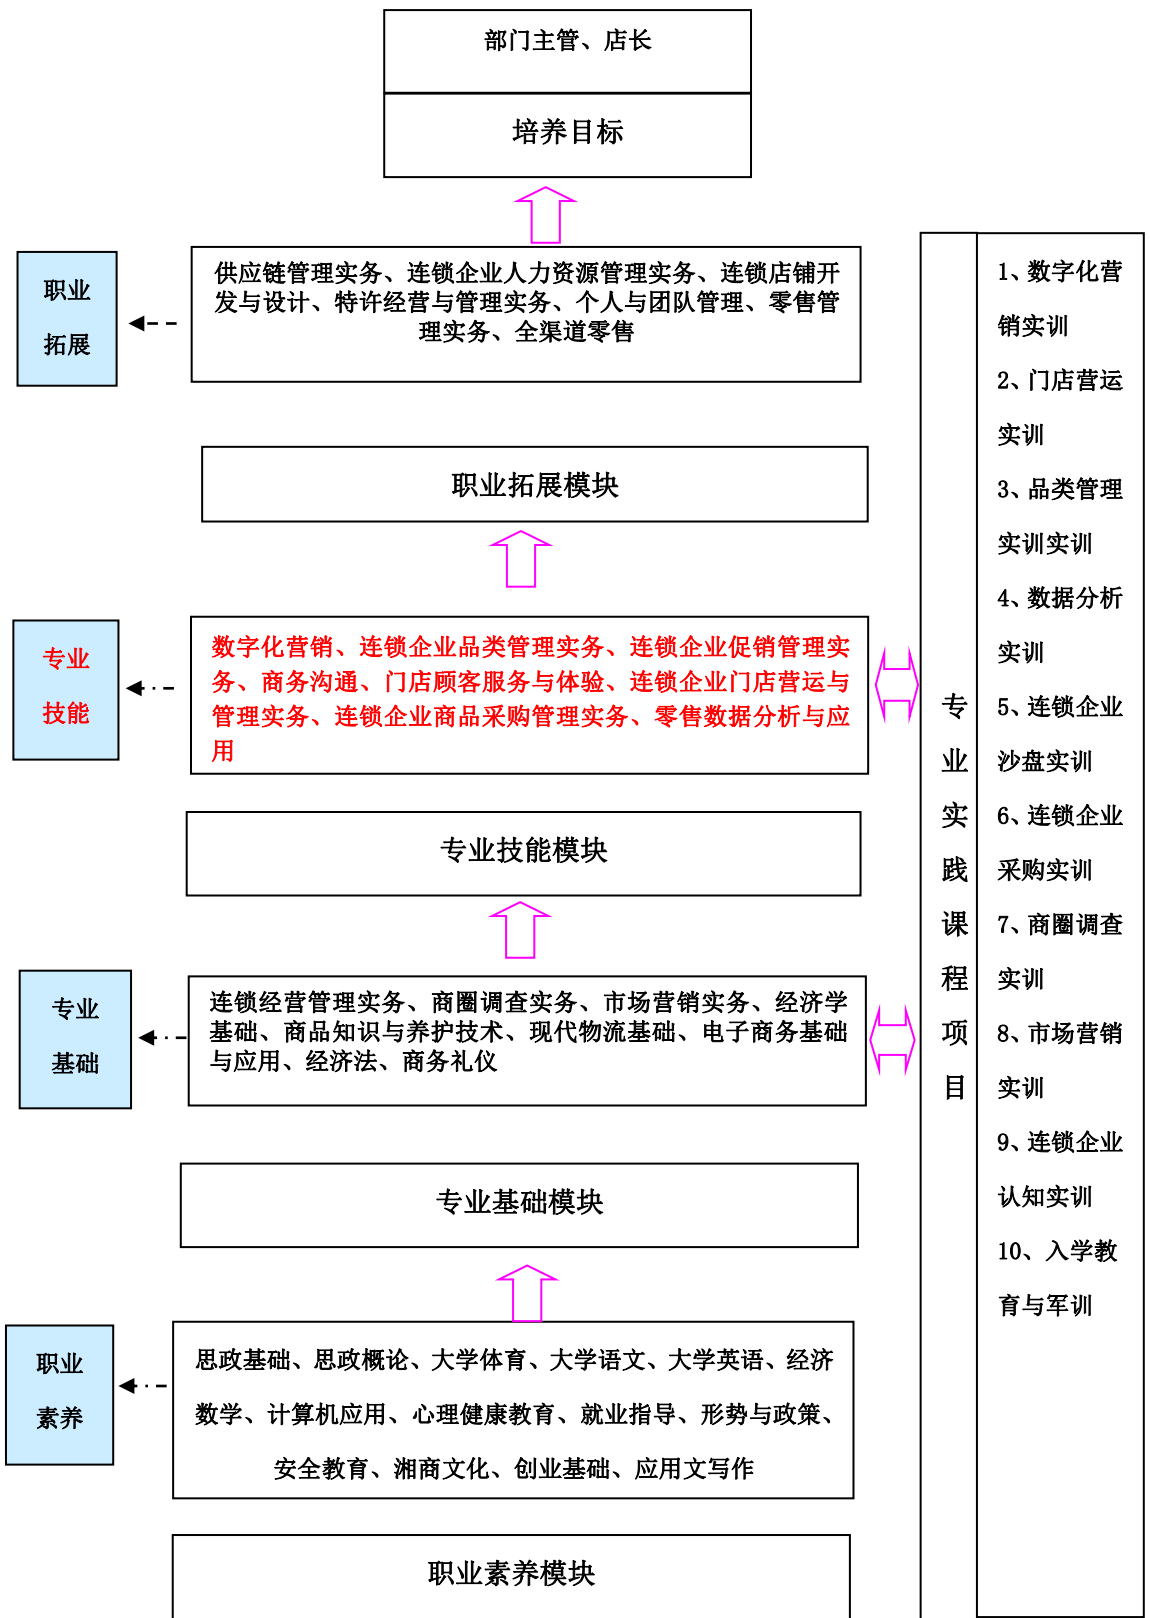 部门主管、店长
培养目标
职业
拓展
供应链管理实务、连锁企业人力资源管理实务、连锁店铺开
发与设计、特许经营与管理实务、个人与团队管理、零售管
理实务、全渠道零售
职业拓展模块
专业
技能
数字化营销、连锁企业品类管理实务、连锁企业促销管理实
务、商务沟通、门店顾客服务与体验、连锁企业门店营运与
管理实务、连锁企业商品采购管理实务、零售数据分析与应
用
专业技能模块
专业
基础
连锁经营管理实务、商圈调查实务、市场营销实务、经济学
基础、商品知识与养护技术、现代物流基础、电子商务基础
与应用、经济法、商务礼仪
专业基础模块
职业
素养
思政基础、思政概论、大学体育、大学语文、大学英语、经济
数学、计算机应用、心理健康教育、就业指导、形势与政策、
安全教育、湘商文化、创业基础、应用文写作
职业素养模块
专
业
实
践
课
程
项
目
1、数字化营
销实训
2、门店营运
实训
3、品类管理
实训实训
4、数据分析
实训
5、连锁企业
沙盘实训
6、连锁企业
采购实训
7、商圈调查
实训
8、市场营销
实训
9、连锁企业
认知实训
10、入学教
育与军训